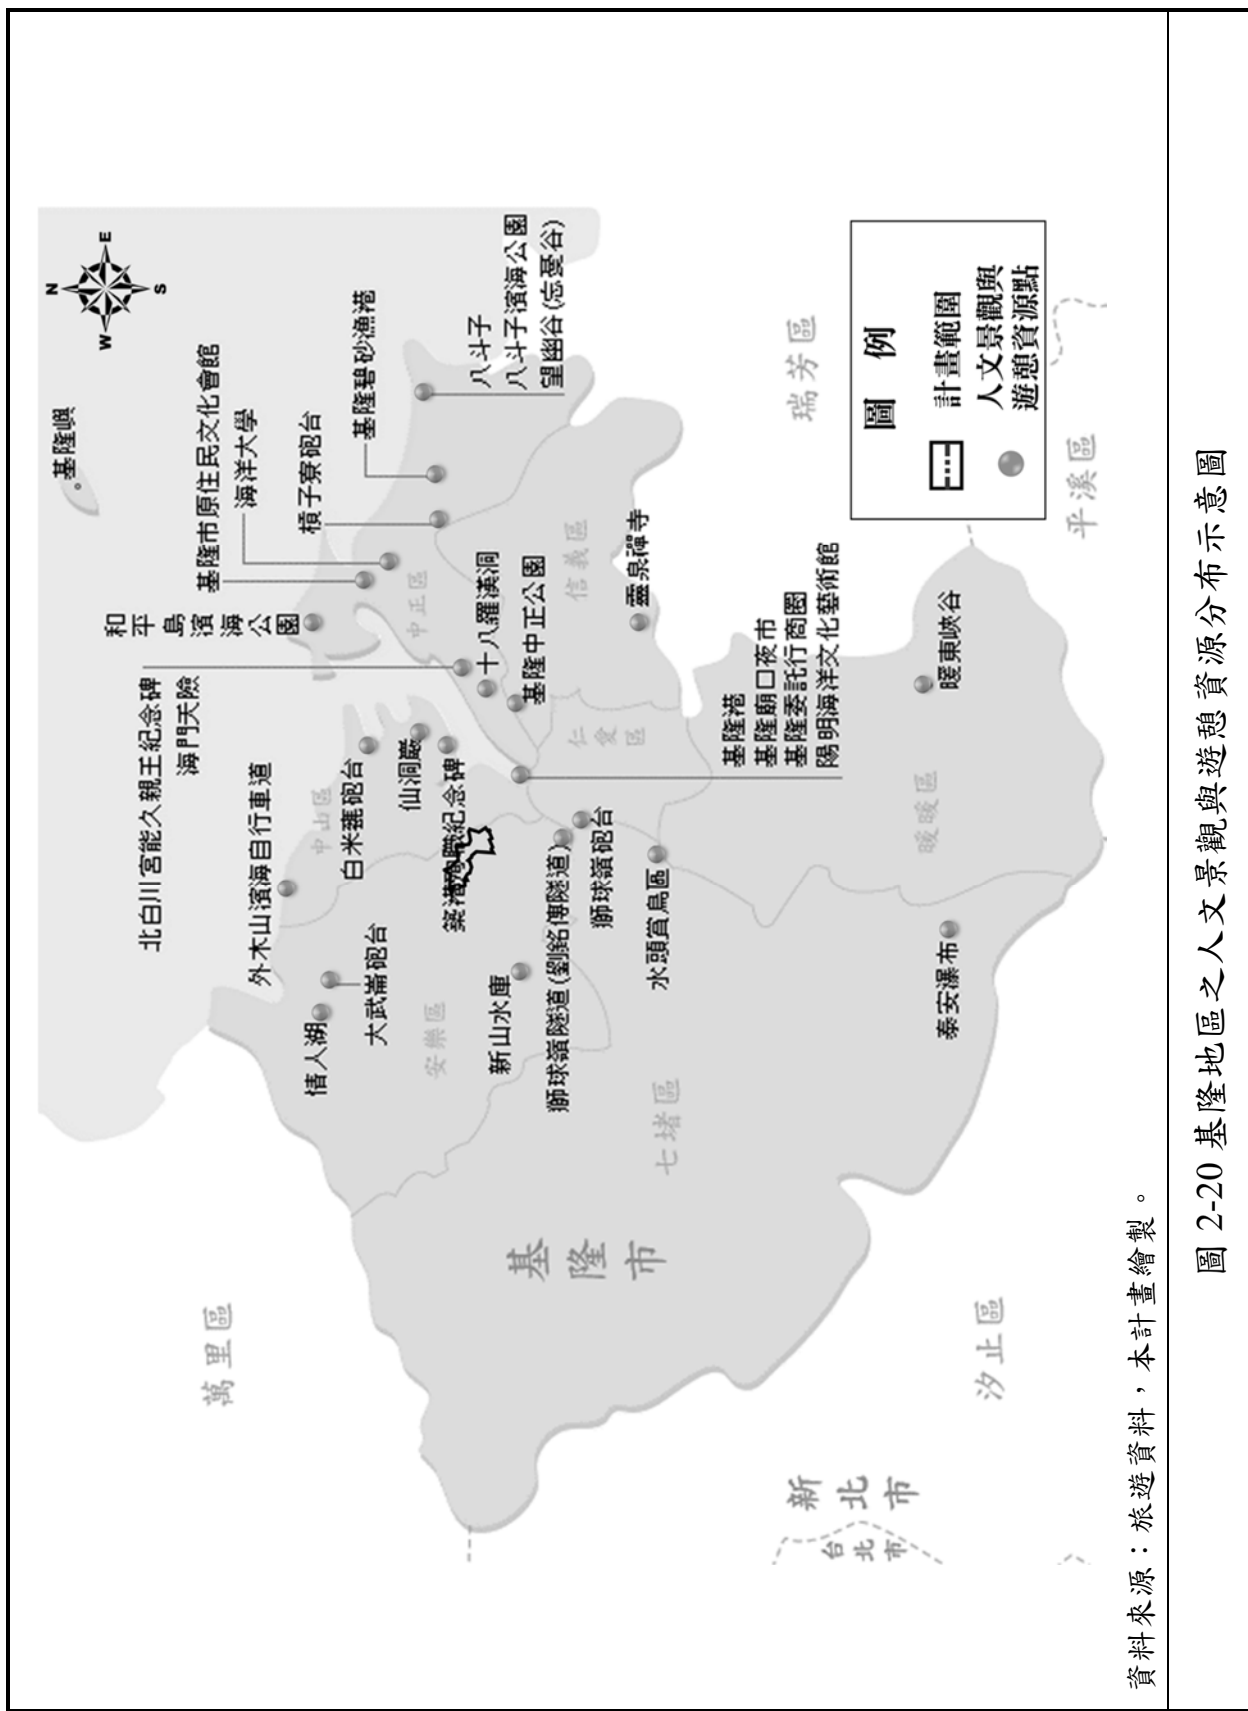 N
E
S
W
基隆嶼
和平島濱海公園
基隆市原住民文化會館
海洋大學
槓子寮砲台
基隆碧砂漁港
八斗子
八斗子濱海公園
望幽谷(忘憂谷)
北白川宮能久親王紀念碑
海門天險
外木山濱海自行車道
中山區
白米甕砲台
仙洞巖
築港殉職紀念碑
中正區
十八羅漢洞
基隆中正公園
信義區
靈泉禪寺
瑞芳區
平溪區
情人湖
大武崙砲台
安樂區
新山水庫
獅球嶺隧道(劉銘傳隧道)
獅球嶺砲台
水頭賞鳥區
仁愛區
基隆港
基隆廟口夜市
基隆委託行商圈
陽明海洋文化藝術館
暖東峽谷
暖暖區
泰安瀑布
七堵區
基隆市
萬里區
汐止區
新北市
台北市
圖 例
計畫範圍
人文景觀與
遊憩資源點
資料來源：旅遊資料，本計畫繪製。
圖 2-20 基隆地區之人文景觀與遊憩資源分布示意圖